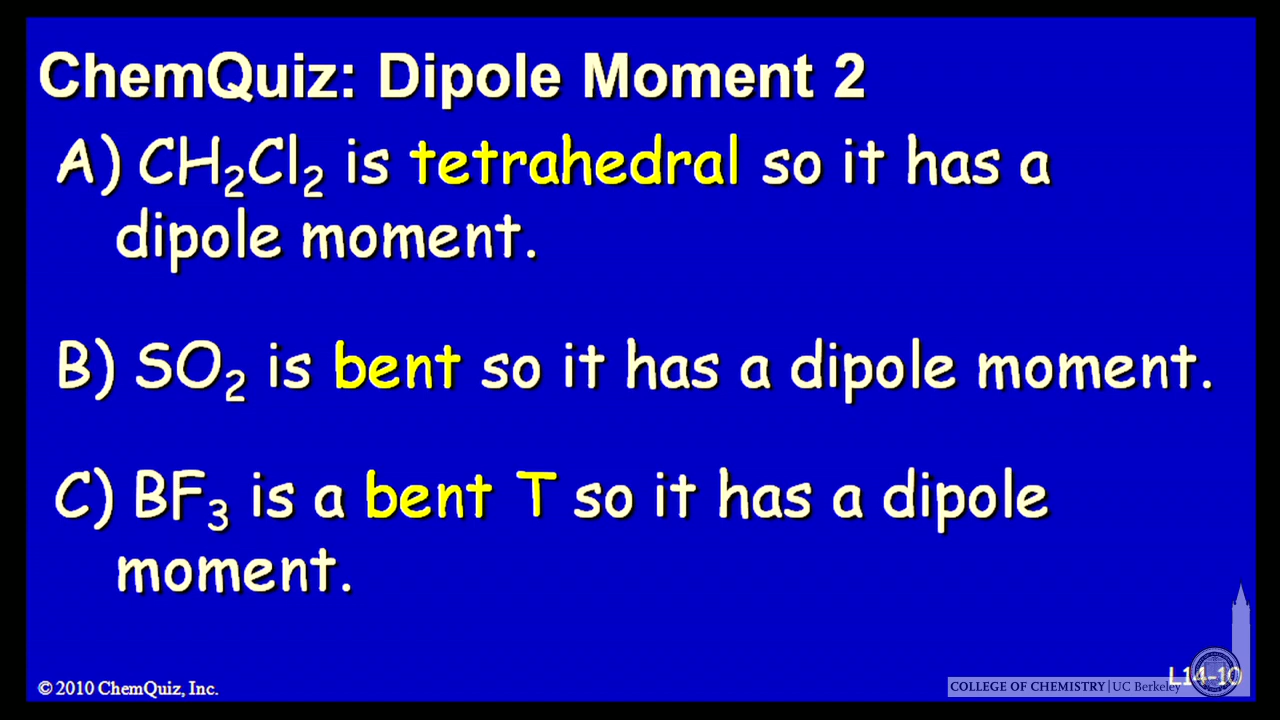 ChemQuiz: Dipole Moment 2
A) CH₂Cl₂ is tetrahedral so it has a
dipole moment.
B) SO₂ is bent so it has a dipole moment.
C) BF₃ is a bent T so it has a dipole
moment.
L14-10
© 2010 ChemQuiz, Inc.
COLLEGE OF CHEMISTRY | UC Berkeley